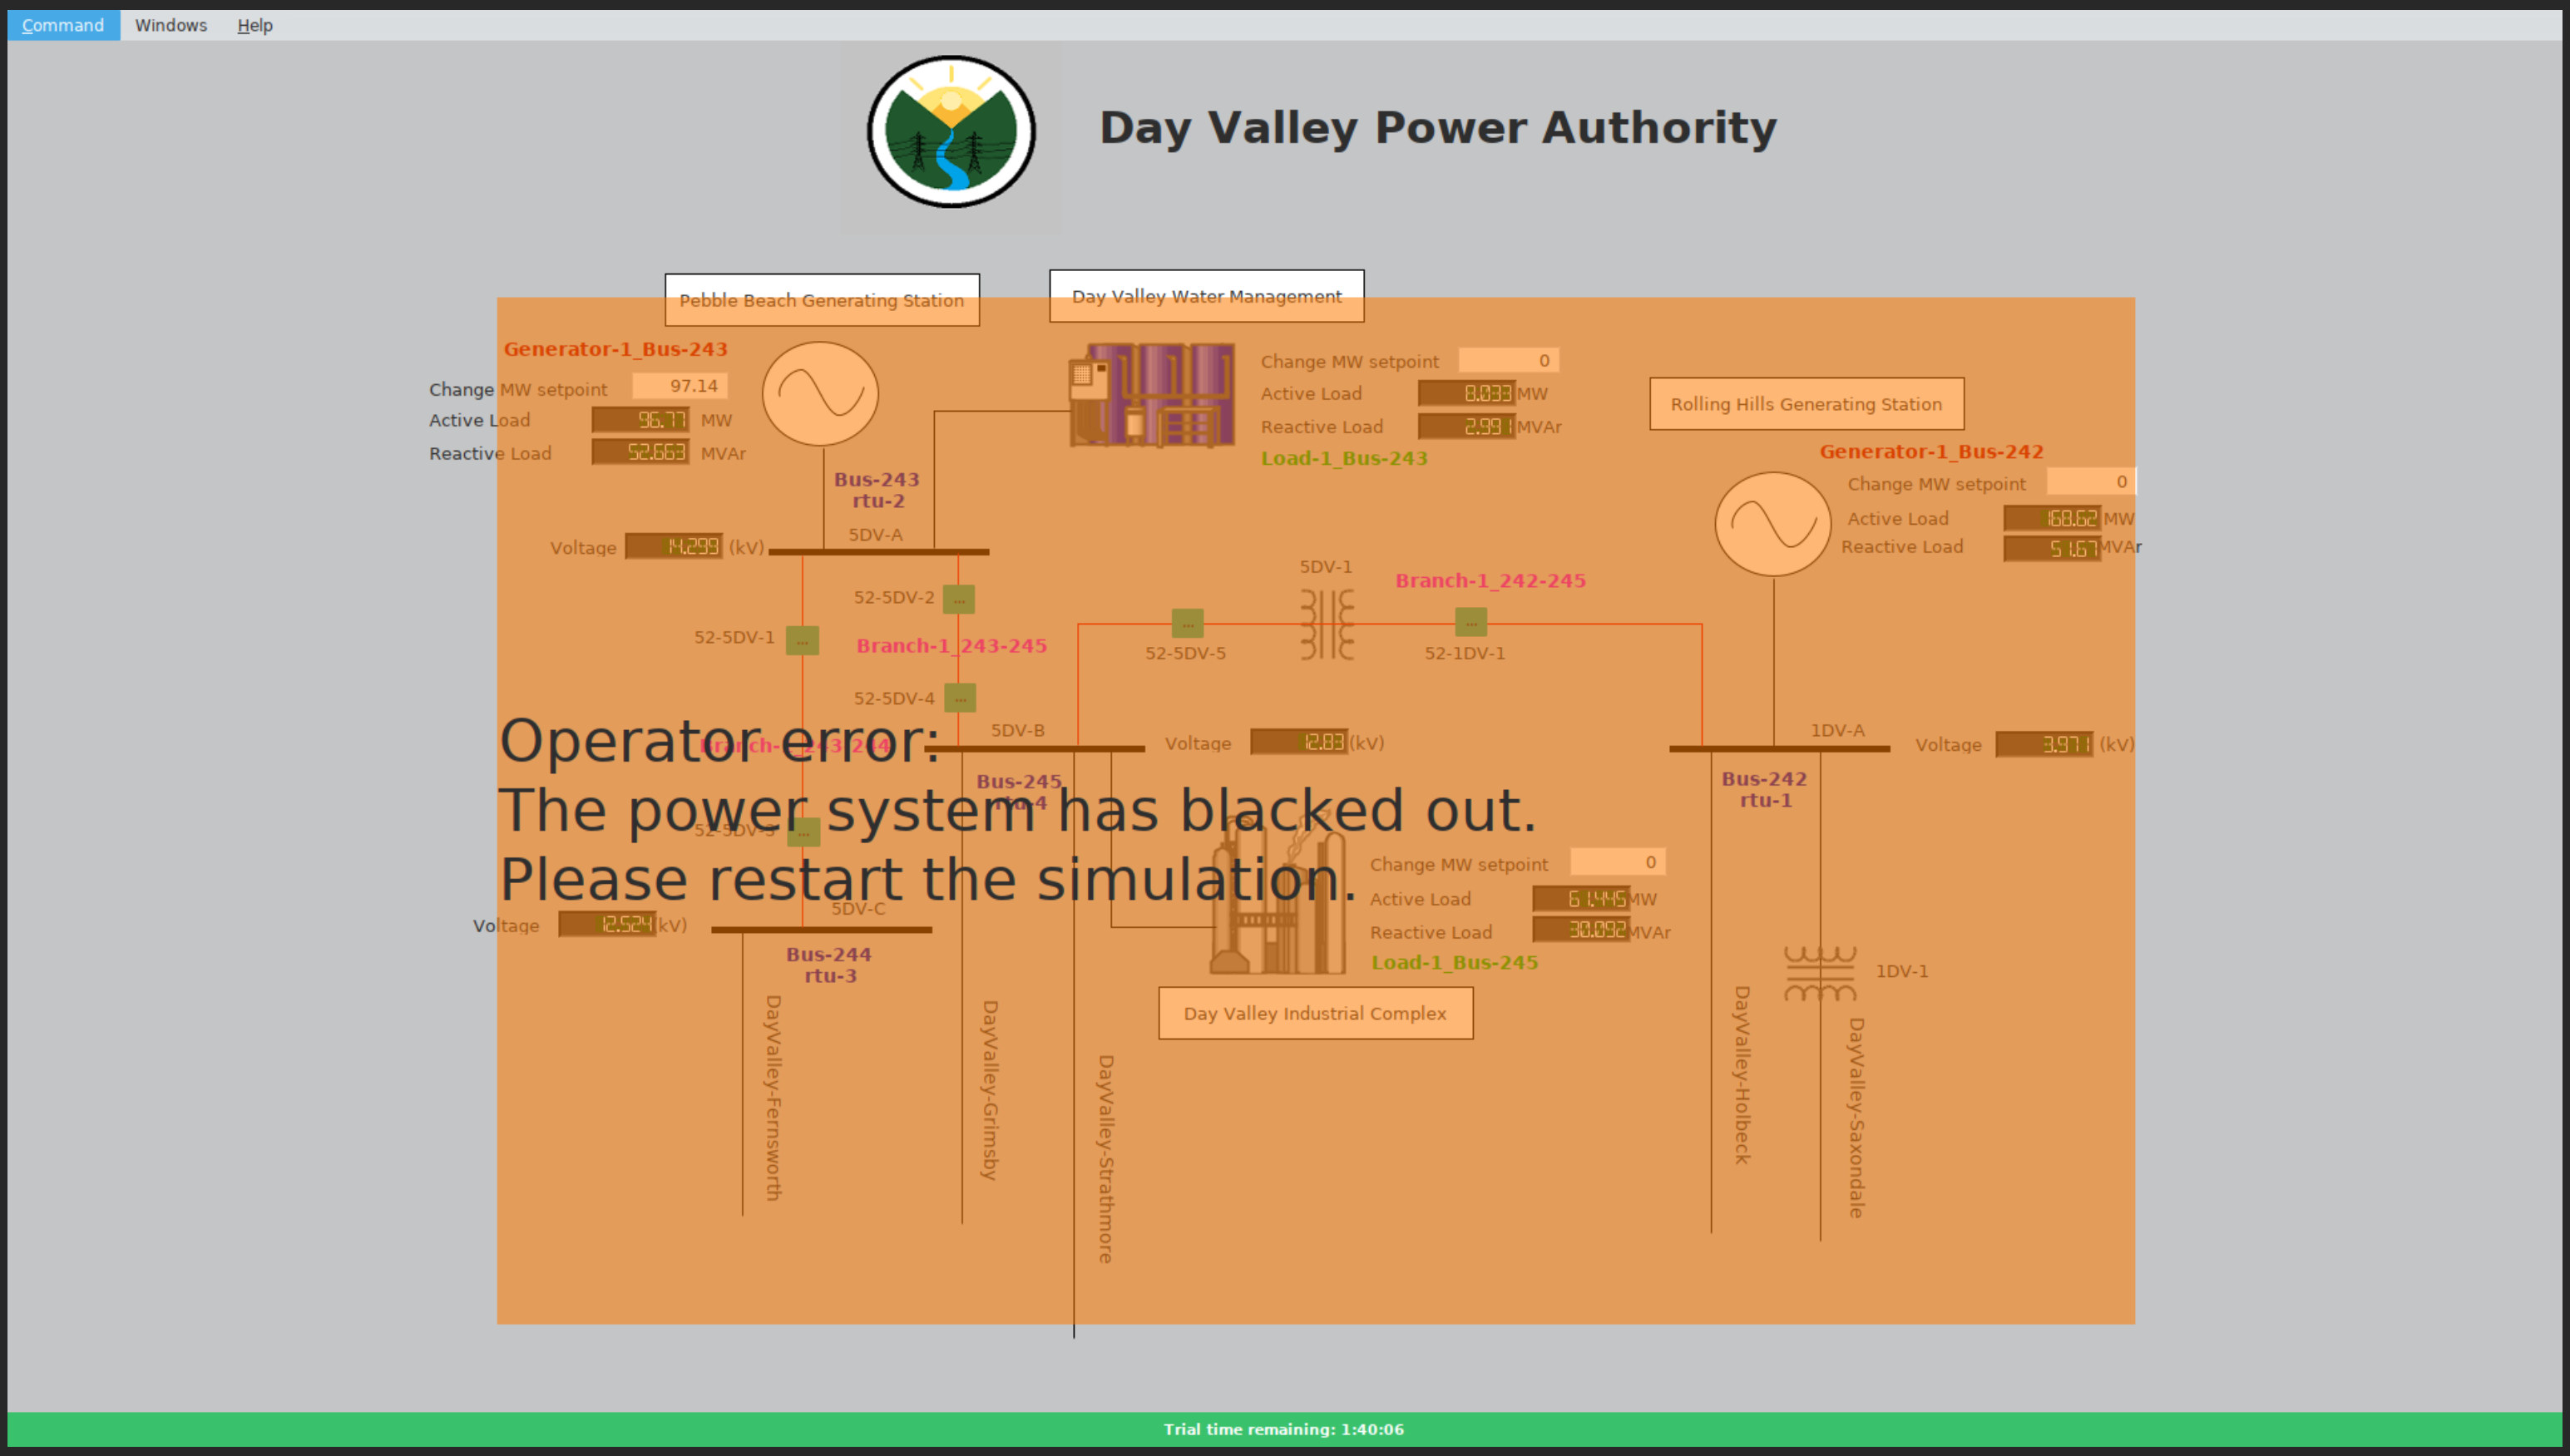 Command Windows Help
Day Valley Power Authority
Pebble Beach Generating Station
Day Valley Water Management
Generator-1_Bus-243
Change MW setpoint 97.14
Active Load 96.77 MW
Reactive Load 52.663 MVAr
Change MW setpoint 0
Active Load 8.033 MW
Reactive Load 2.991 MVAr
Load-1_Bus-243
Rolling Hills Generating Station
Generator-1_Bus-242
Change MW setpoint 0
Active Load 168.62 MW
Reactive Load 51.67 MVAr
Bus-243
rtu-2
5DV-A
Voltage 14.299 (kV)
52-5DV-2
52-5DV-1
Branch-1_243-245
52-5DV-4
5DV-1
Branch-1_242-245
52-5DV-5
52-1DV-1
5DV-B
Voltage 12.83 (kV)
1DV-A
Voltage 3.971 (kV)
Branch-1_243-244
Bus-245
rtu-4
Bus-242
rtu-1
52-5DV-3
Operator error:
The power system has blacked out.
Please restart the simulation.
Change MW setpoint 0
Active Load 61.445 MW
Reactive Load 30.092 MVAr
Load-1_Bus-245
5DV-C
Voltage 12.524 (kV)
Bus-244
rtu-3
1DV-1
Day Valley Industrial Complex
DayValley-Fernsworth
DayValley-Grimsby
DayValley-Strathmore
DayValley-Holbeck
DayValley-Saxondale
Trial time remaining: 1:40:06